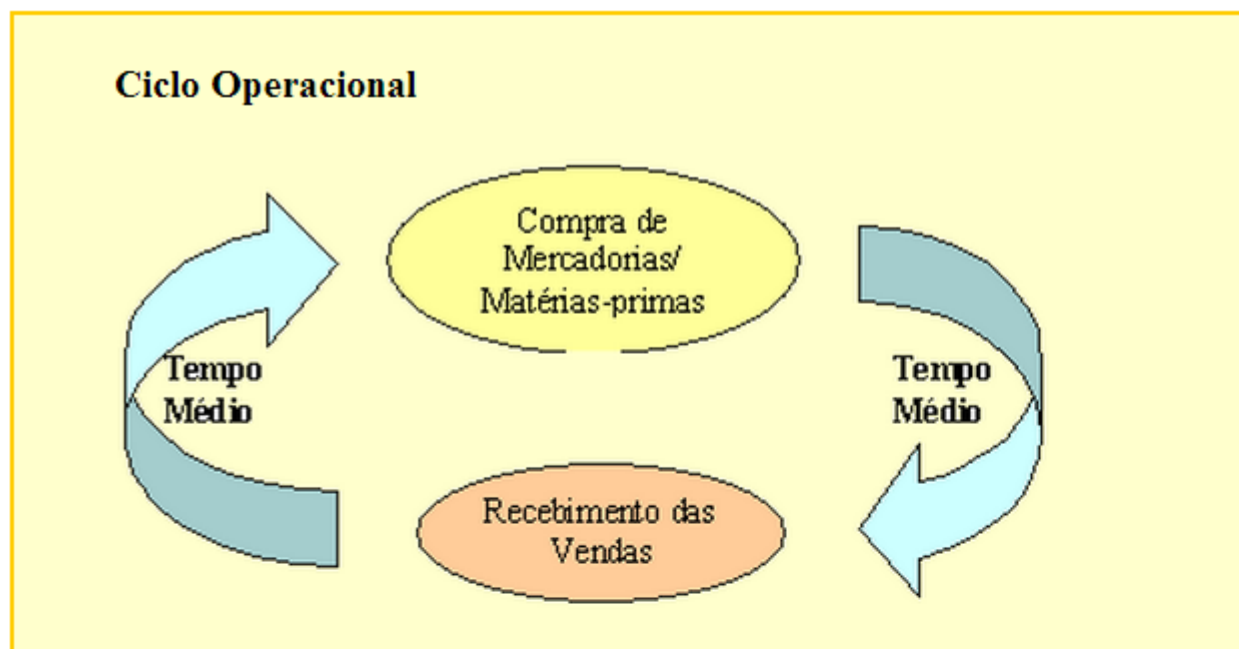 Ciclo Operacional
Compra de
Mercadorias/
Matérias-primas
Tempo
Médio
Tempo
Médio
Recebimento das
Vendas